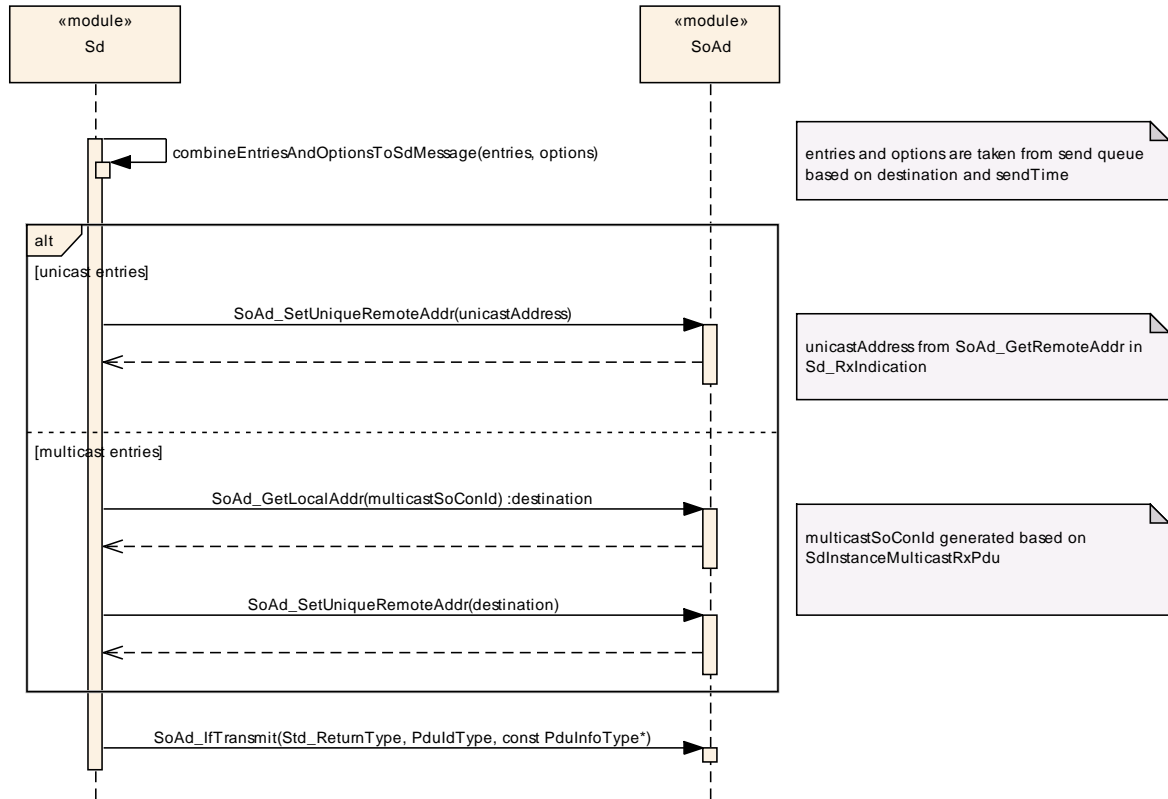 «module»
Sd
«module»
SoAd
combineEntriesAndOptionsToSdMessage(entries, options)
entries and options are taken from send queue
based on destination and sendTime
alt
[unicast entries]
SoAd_SetUniqueRemoteAddr(unicastAddress)
unicastAddress from SoAd_GetRemoteAddr in
Sd_RxIndication
[multicast entries]
SoAd_GetLocalAddr(multicastSoConId) :destination
multicastSoConId generated based on
SdInstanceMulticastRxPdu
SoAd_SetUniqueRemoteAddr(destination)
SoAd_IfTransmit(Std_ReturnType, PduIdType, const PduInfoType*)